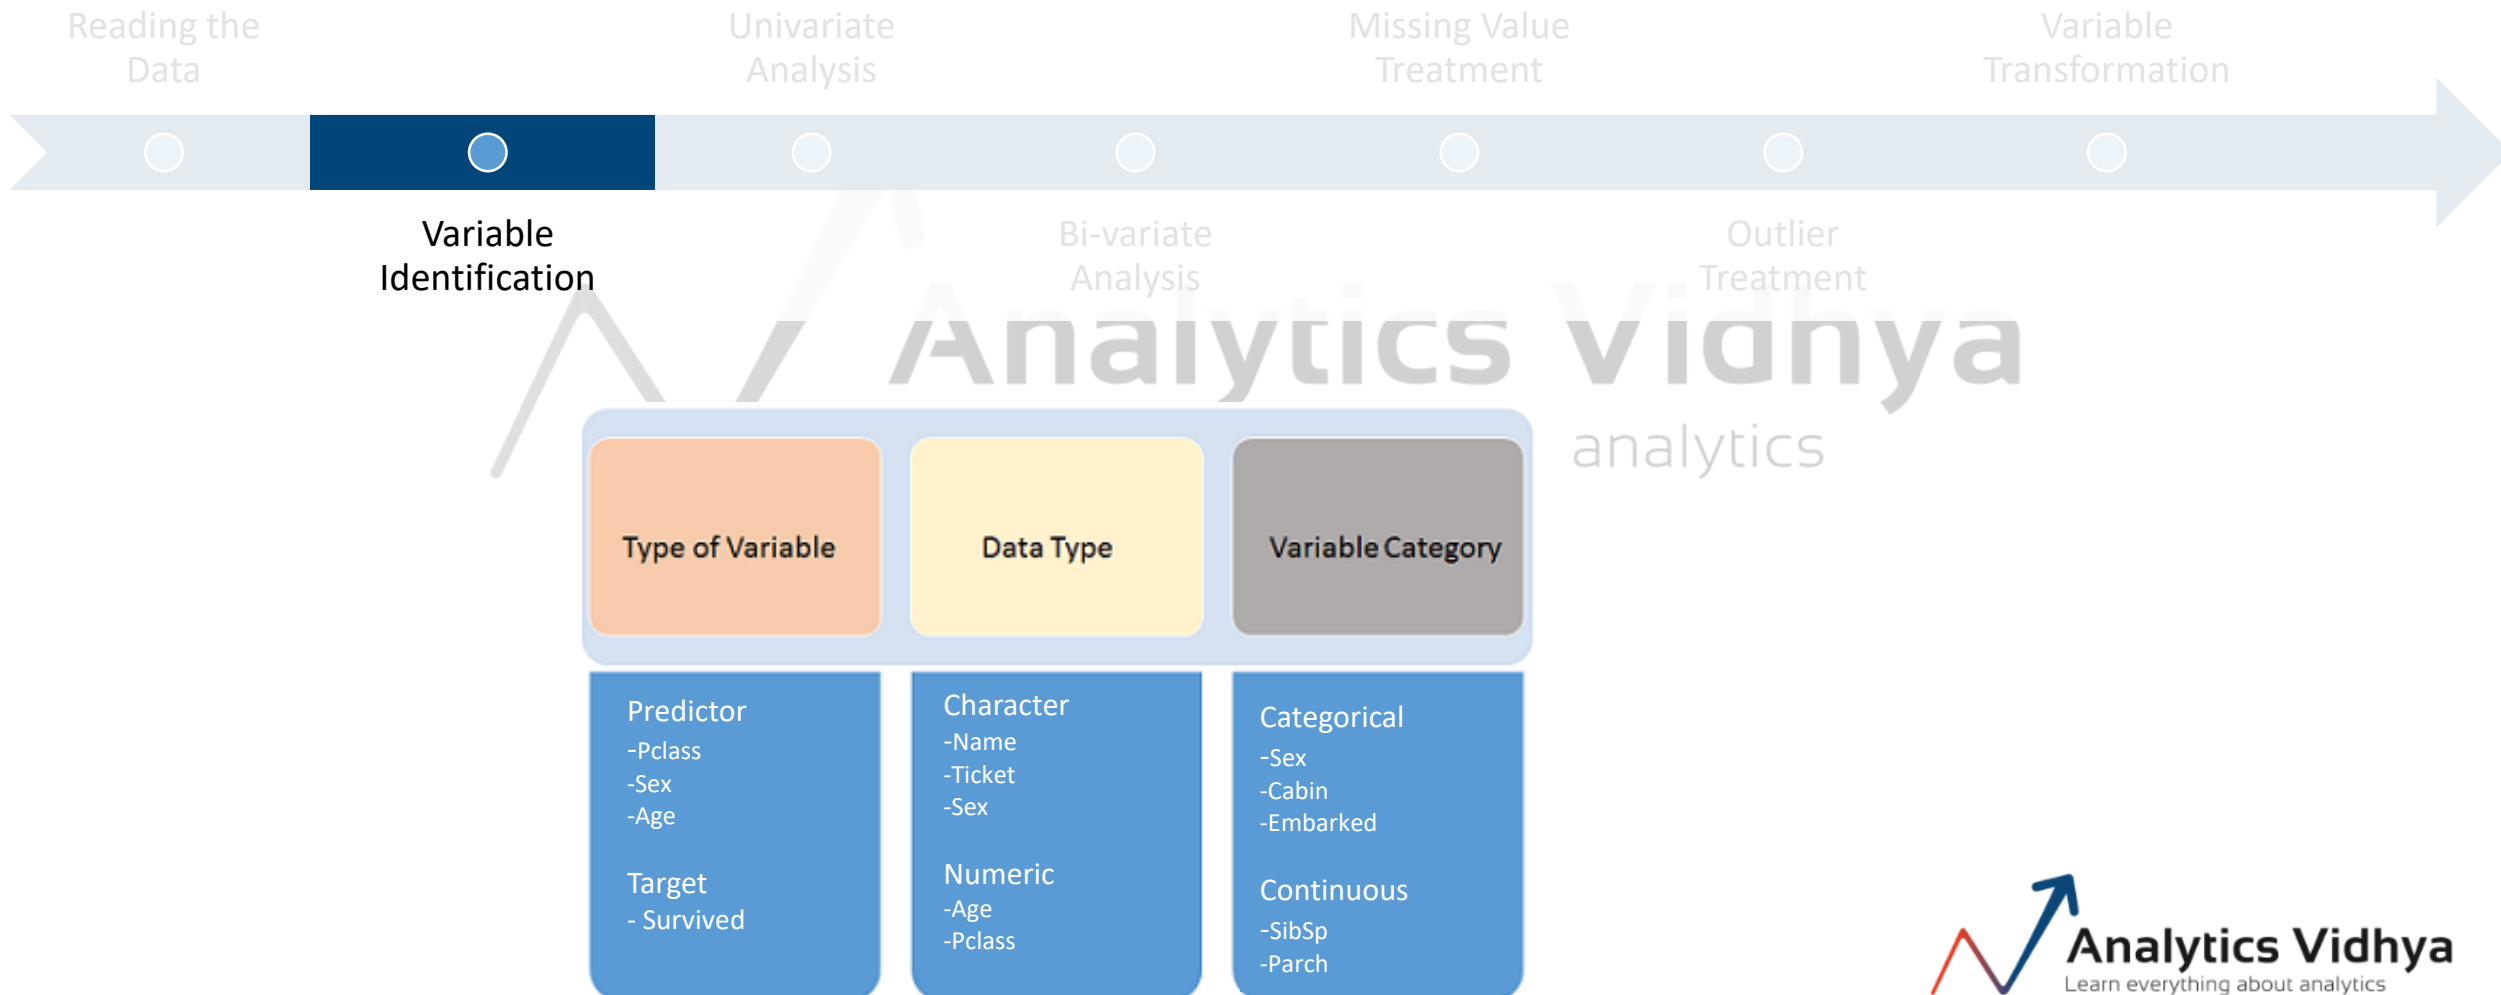 Reading the
Data
Univariate
Analysis
Missing Value
Treatment
Variable
Transformation
Variable
Identification
Bi-variate
Analysis
Outlier
Treatment
Analytics Vidhya
analytics
Type of Variable
Data Type
Variable Category
Predictor
-Pclass
-Sex
-Age
Target
- Survived
Character
-Name
-Ticket
-Sex
Numeric
-Age
-Pclass
Categorical
-Sex
-Cabin
-Embarked
Continuous
-SibSp
-Parch
Analytics Vidhya
Learn everything about analytics